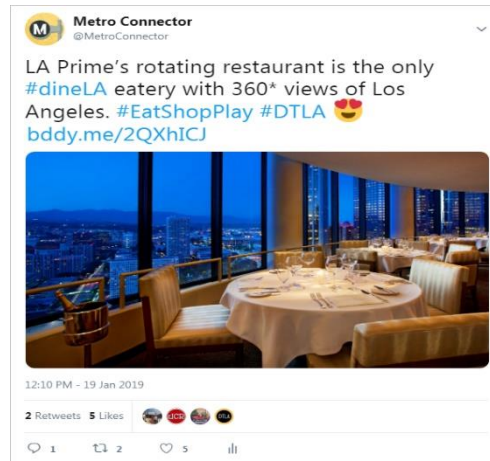 Metro Connector
@MetroConnector
LA Prime's rotating restaurant is the only
#dineLA eatery with 360* views of Los
Angeles. #EatShopPlay #DTLA 😍
bddy.me/2QXhICJ
12:10 PM - 19 Jan 2019
2 Retweets 5 Likes
1 2 5